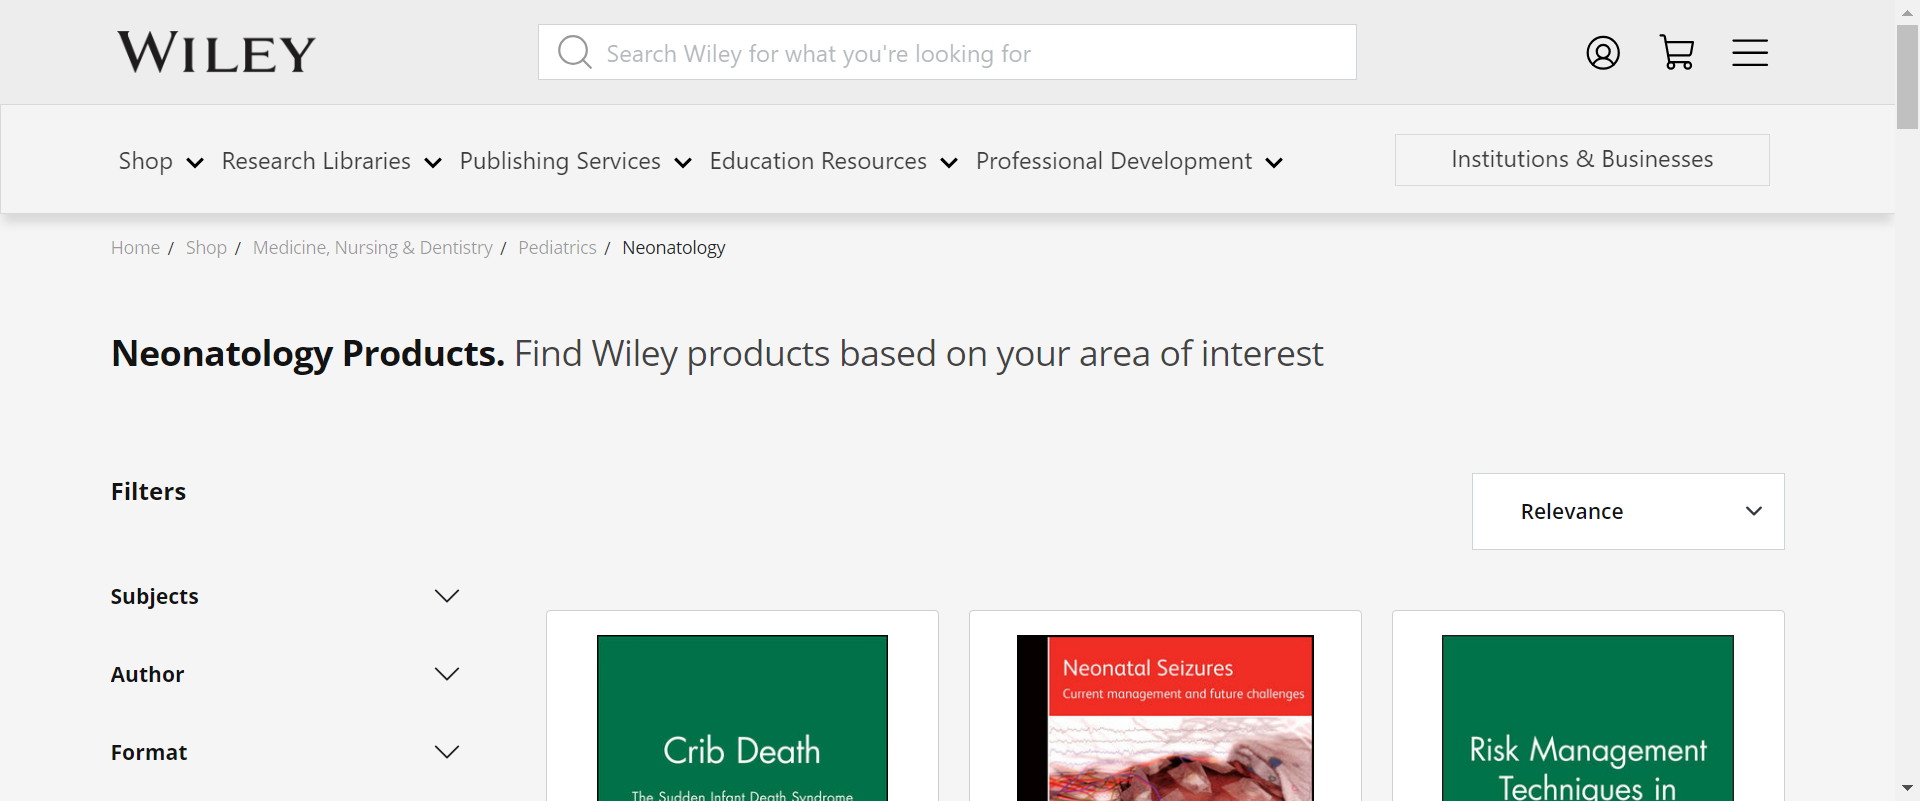 WILEY
Search Wiley for what you're looking for
Shop Research Libraries Publishing Services Education Resources Professional Development Institutions & Businesses
Home / Shop / Medicine, Nursing & Dentistry / Pediatrics / Neonatology
Neonatology Products. Find Wiley products based on your area of interest
Filters
Relevance
Subjects
Author
Format
Crib Death
The Sudden Infant Death Syndrome
Neonatal Seizures
Current management and future challenges
Risk Management
Techniques in